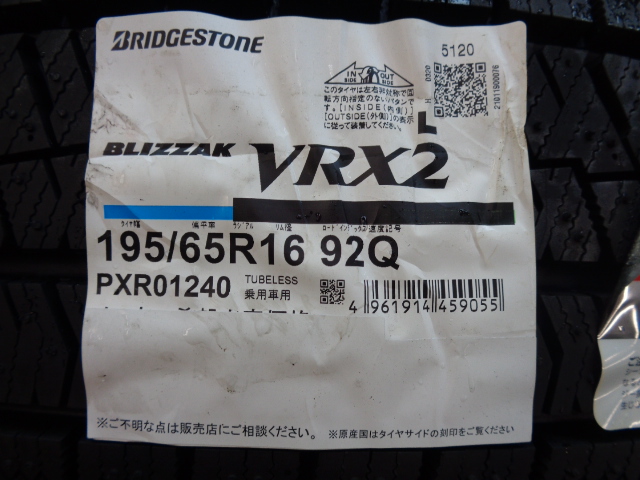 BRIDGESTONE
5120
IN SIDE OUT SIDE
このタイヤは左右非対称で回
転方向指定のないパタンで
す。[INSIDE(内側)]
[OUTSIDE(外側)]の表示
に従って装着してください。
H 0320
21011900076
L
BLIZZAK VRX2
タイヤ幅 偏平率 ラジアル リム径 ロードインデックス 速度記号
195/65R16 92Q
PXR01240 TUBELESS
乗用車用
4 961914 459055
※ご不明な点は販売店にご相談ください。 ※原産国はタイヤサイドの刻印をご覧ください